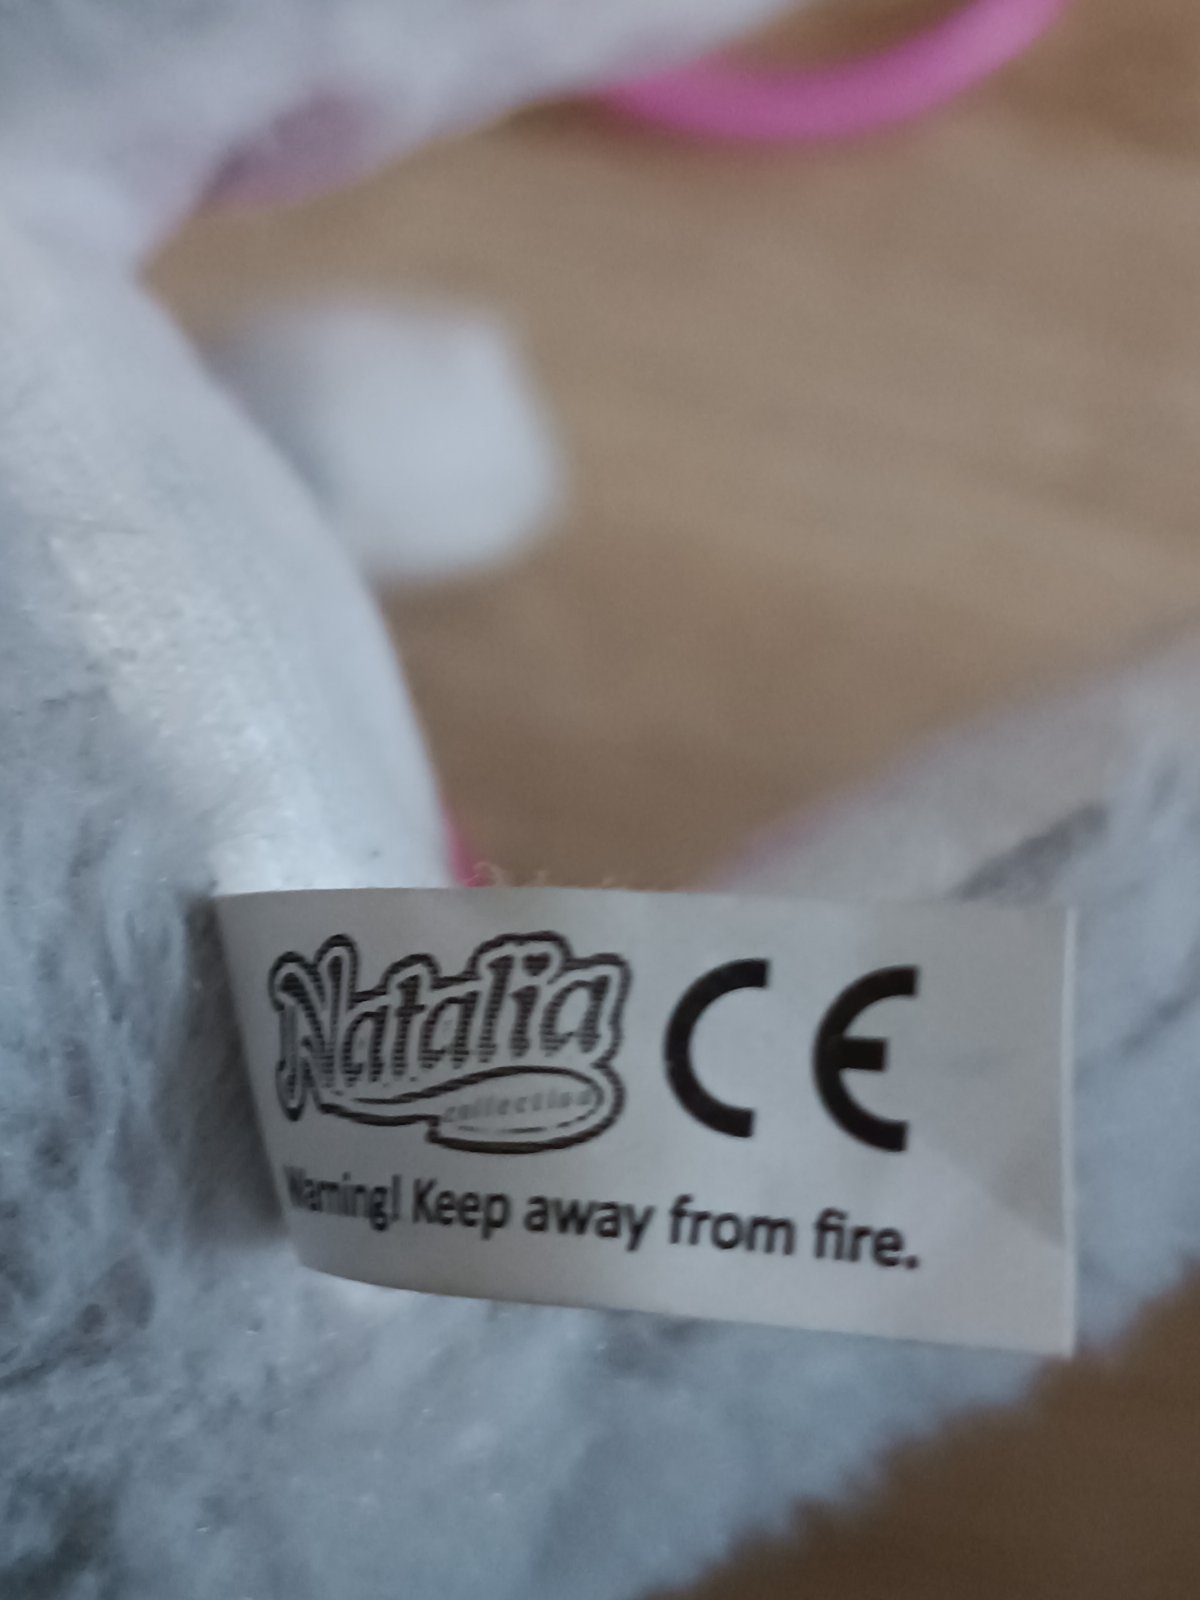 Natalia CE
collection
Warning! Keep away from fire.